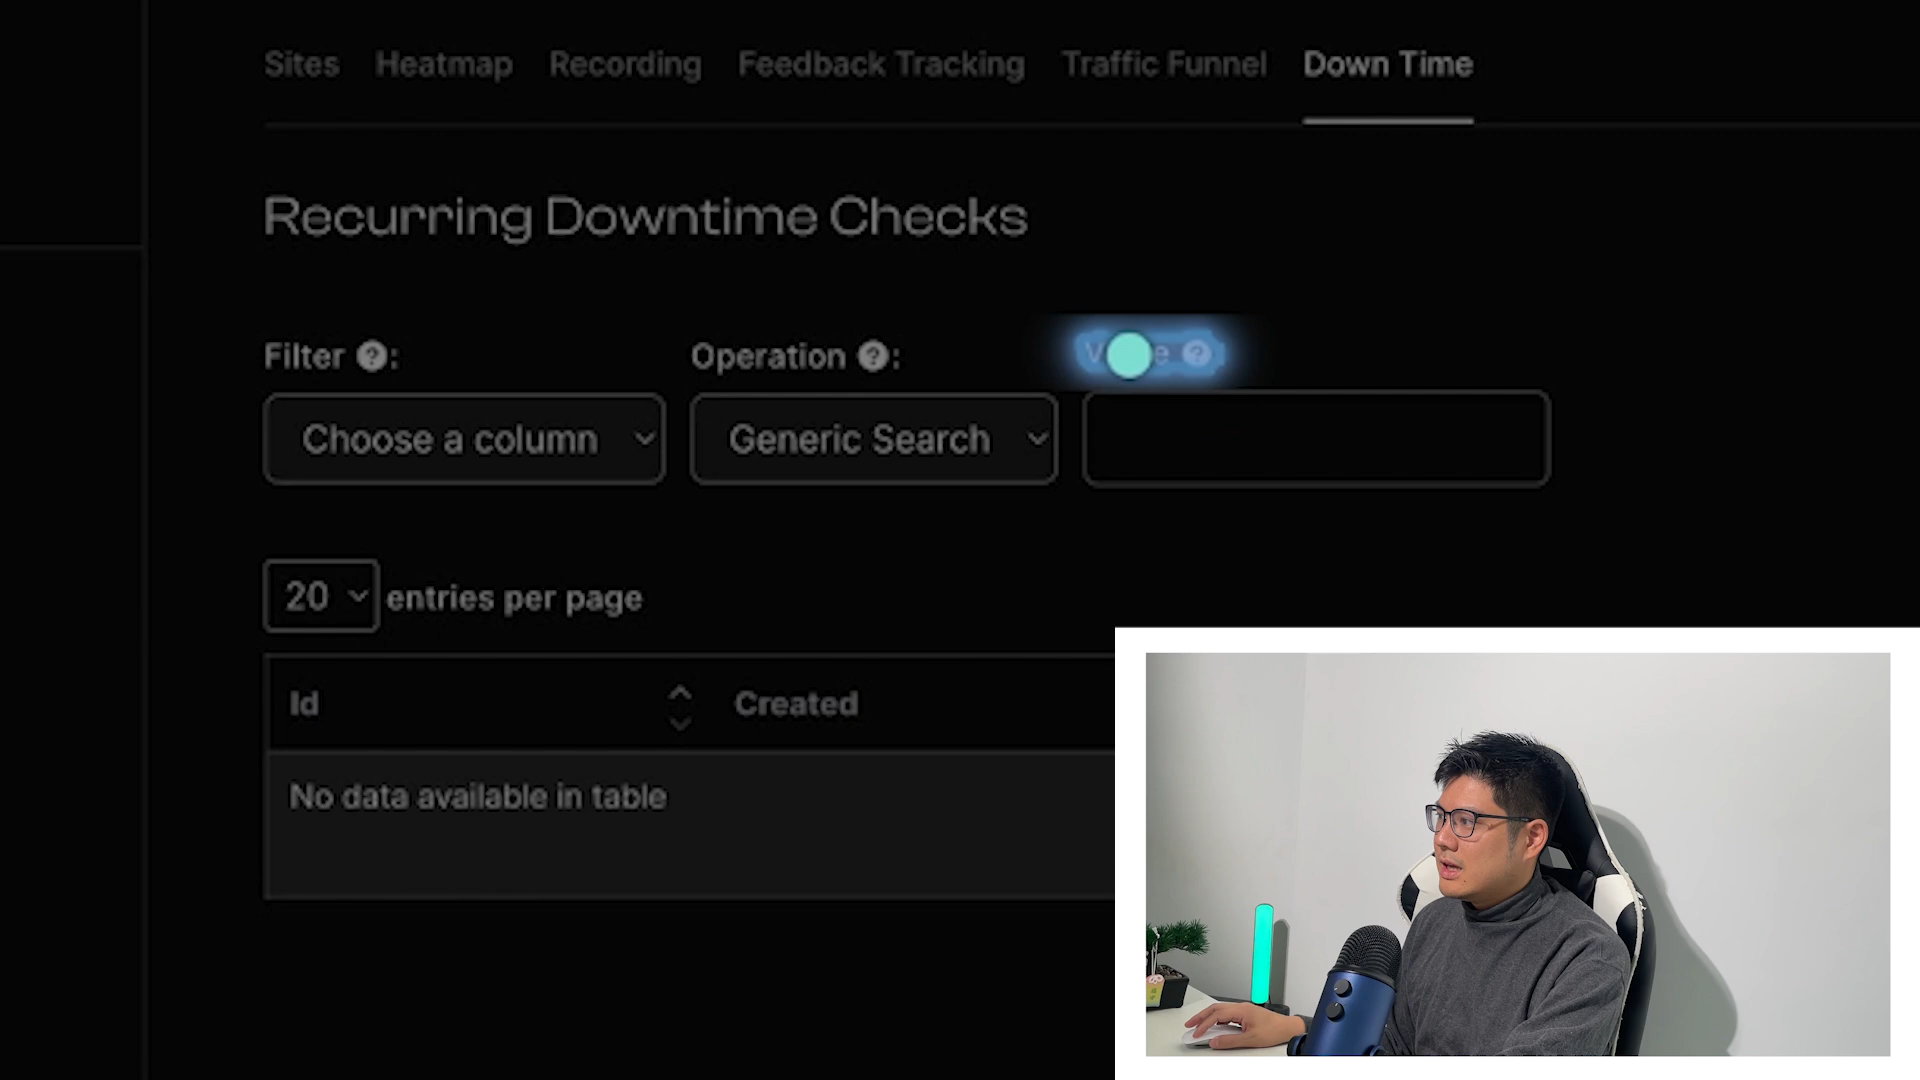 Sites Heatmap Recording Feedback Tracking Traffic Funnel Down Time
Recurring Downtime Checks
Filter ?: Operation ?: ?
Choose a column Generic Search
20 entries per page
Id Created
No data available in table